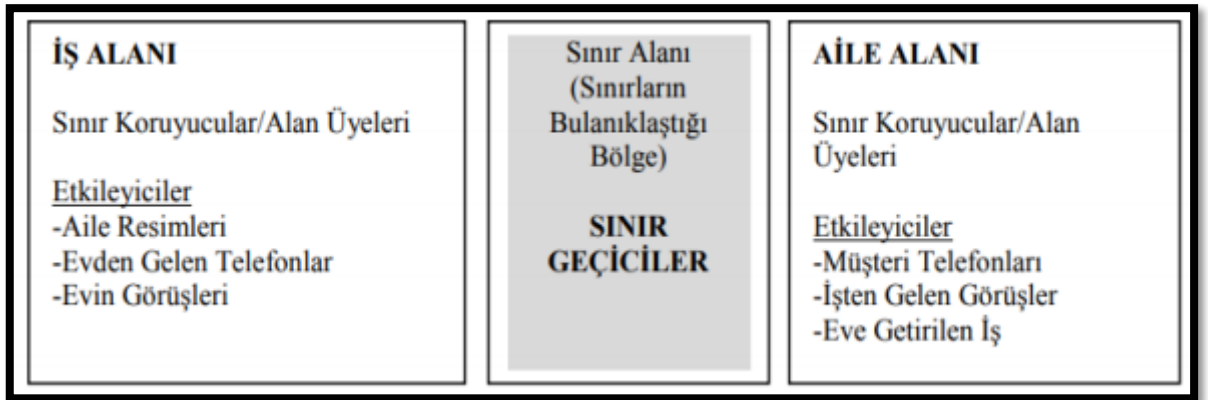 İŞ ALANI
Sınır Koruyucular/Alan Üyeleri
Etkileyiciler
-Aile Resimleri
-Evden Gelen Telefonlar
-Evin Görüşleri
Sınır Alanı
(Sınırların
Bulanıklaştığı
Bölge)
SINIR
GEÇİCİLER
AİLE ALANI
Sınır Koruyucular/Alan
Üyeleri
Etkileyiciler
-Müşteri Telefonları
-İşten Gelen Görüşler
-Eve Getirilen İş